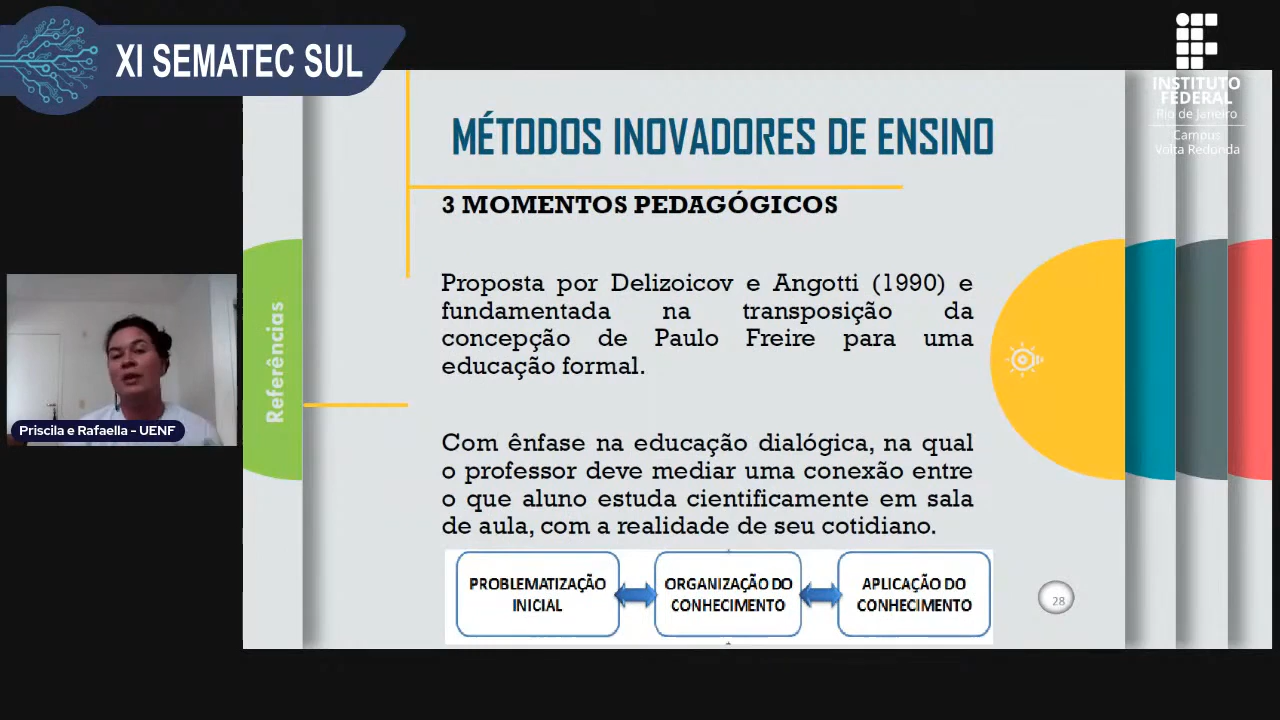 XI SEMATEC SUL
INSTITUTO
FEDERAL
Rio de Janeiro
Campus
Volta Redonda
MÉTODOS INOVADORES DE ENSINO
3 MOMENTOS PEDAGÓGICOS
Proposta por Delizoicov e Angotti (1990) e
fundamentada na transposição da
concepção de Paulo Freire para uma
educação formal.
Referências
Priscila e Rafaella - UENF
Com ênfase na educação dialógica, na qual
o professor deve mediar uma conexão entre
o que aluno estuda cientificamente em sala
de aula, com a realidade de seu cotidiano.
PROBLEMATIZAÇÃO
INICIAL
ORGANIZAÇÃO DO
CONHECIMENTO
APLICAÇÃO DO
CONHECIMENTO
28